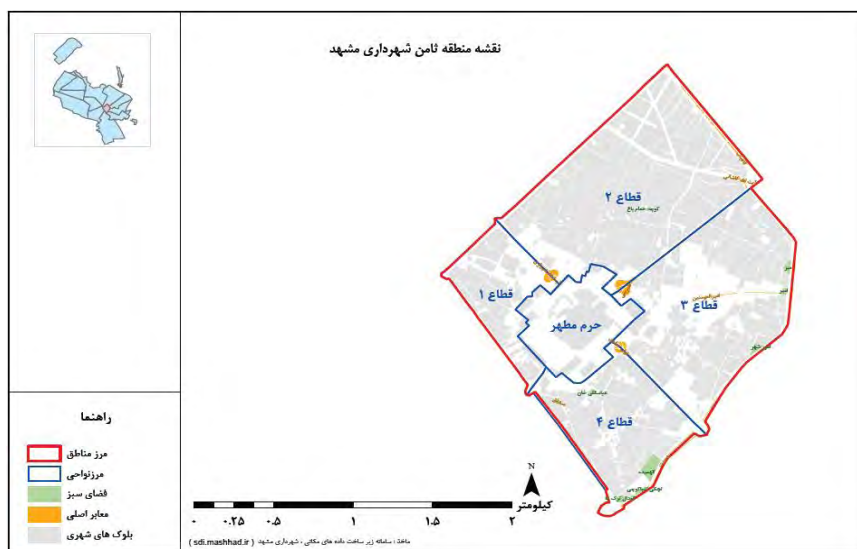 نقشه منطقه ثامن شهرداری مشهد
قطاع ۲
قطاع ۱
قطاع ۳
حرم مطهر
عباسقلی خان
قطاع ۴
راهنما
مرز مناطق
مرزنواحی
فضای سبز
معابر اصلی
بلوک های شهری
N
کیلومتر
۰ ۰.۲۵ ۰.۵ ۱ ۱.۵ ۲
ماخذ : سامانه زیر ساخت داده های مکانی ، شهرداری مشهد ( sdi.mashhad.ir )